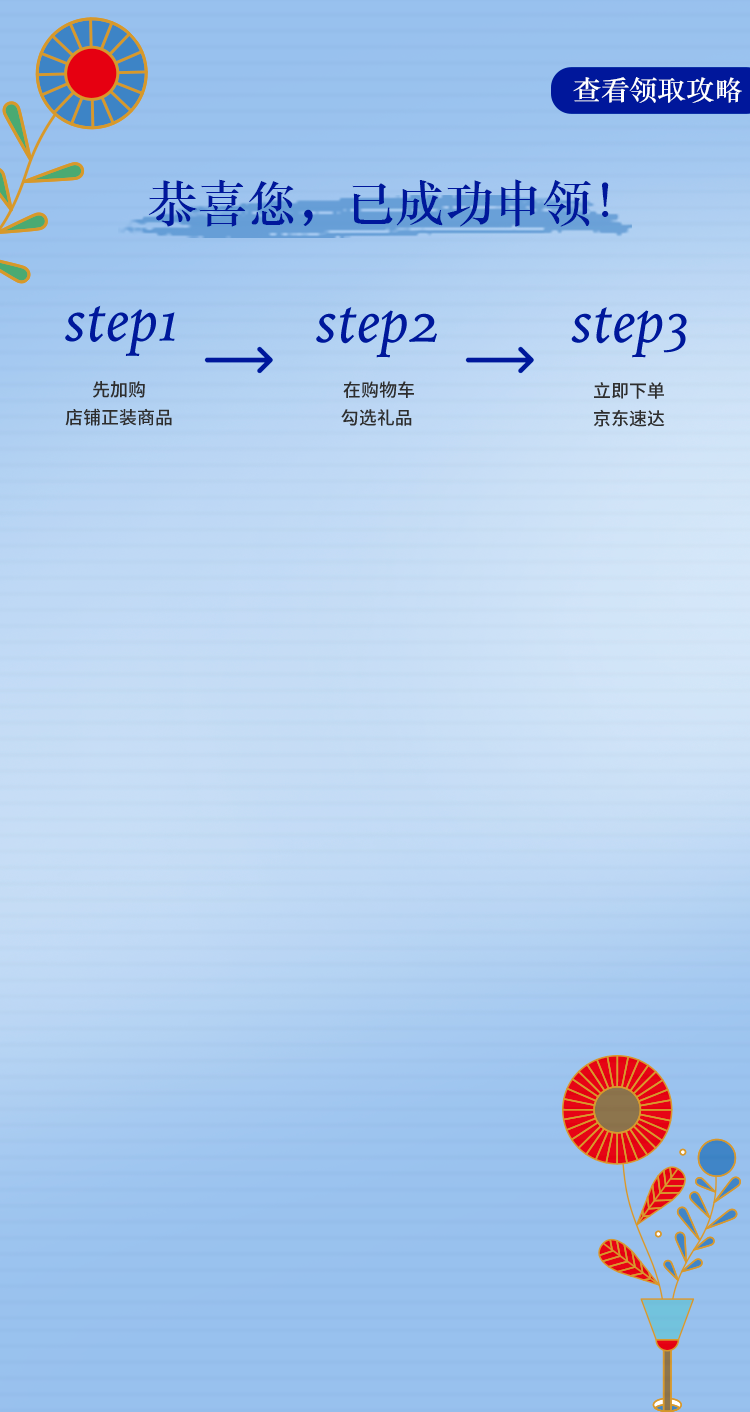 查看领取攻略
恭喜您，已成功申领！
step1
先加购
店铺正装商品
step2
在购物车
勾选礼品
step3
立即下单
京东速达